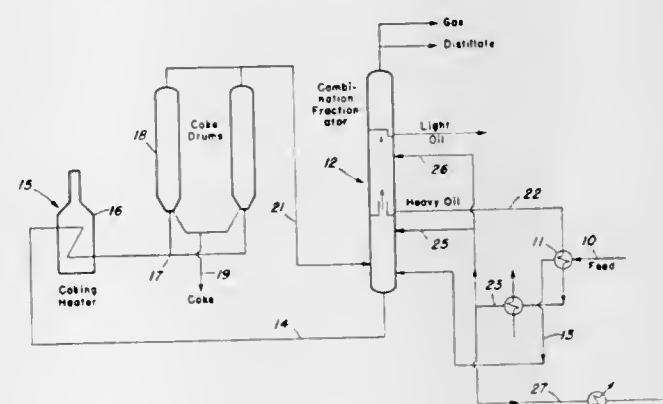 Gas
Distillate
Combi-
nation
Fraction
ator
Light
Oil
12
26
18
Coke
Drums
15
16
21
Heavy Oil
22
11
10
Feed
25
17
19
23
13
Coking
Heater
Coke
14
27